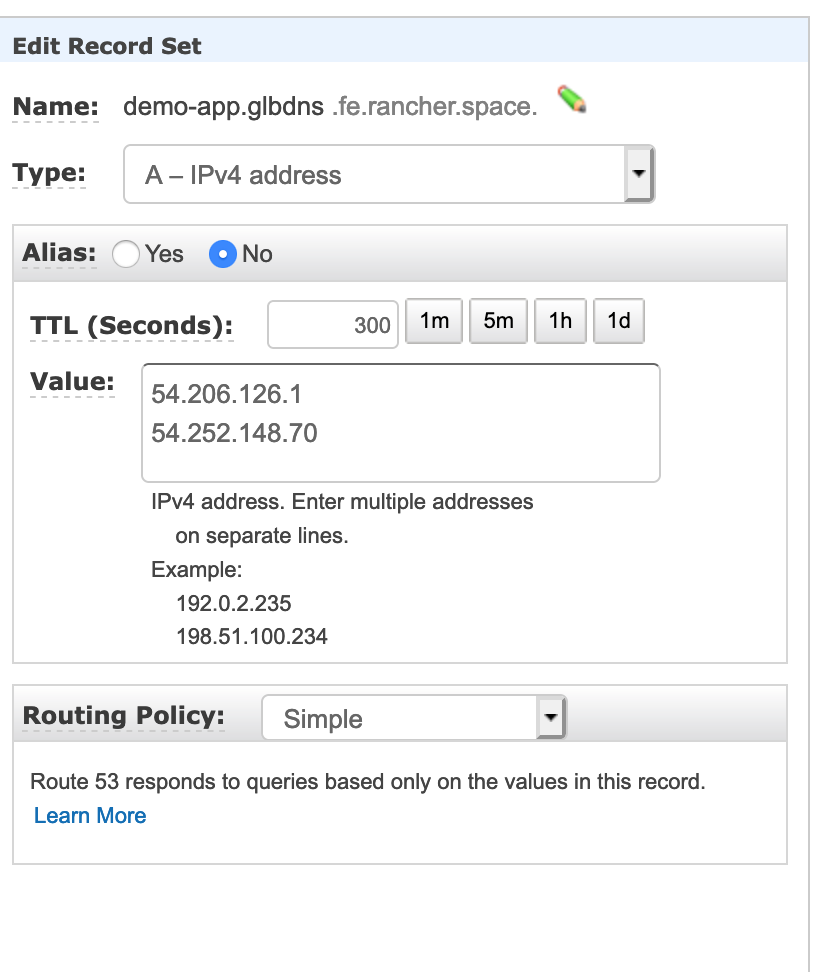 Edit Record Set
Name: demo-app.glbdns .fe.rancher.space.
Type: A – IPv4 address
Alias: Yes No
TTL (Seconds): 300 1m 5m 1h 1d
Value: 54.206.126.1
54.252.148.70
IPv4 address. Enter multiple addresses
on separate lines.
Example:
192.0.2.235
198.51.100.234
Routing Policy: Simple
Route 53 responds to queries based only on the values in this record.
Learn More